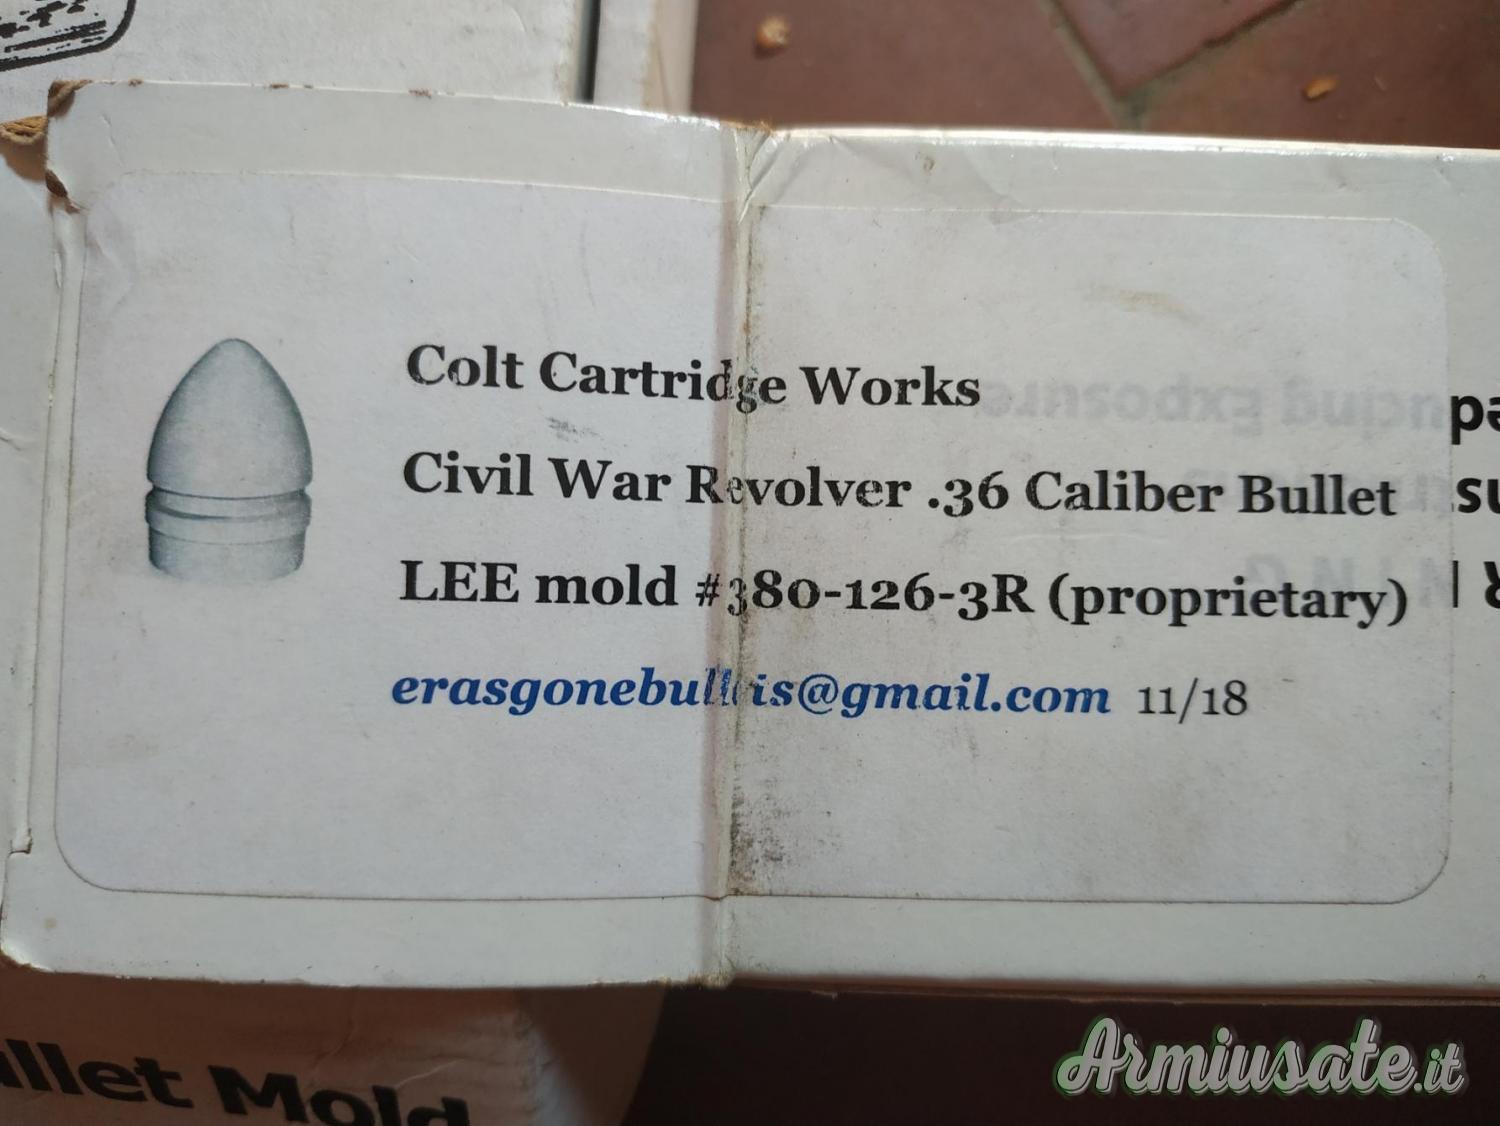 Colt Cartridge Works
Civil War Revolver .36 Caliber Bullet
LEE mold #380-126-3R (proprietary)
erasgonebullets@gmail.com 11/18
Mold
Armiusate.it